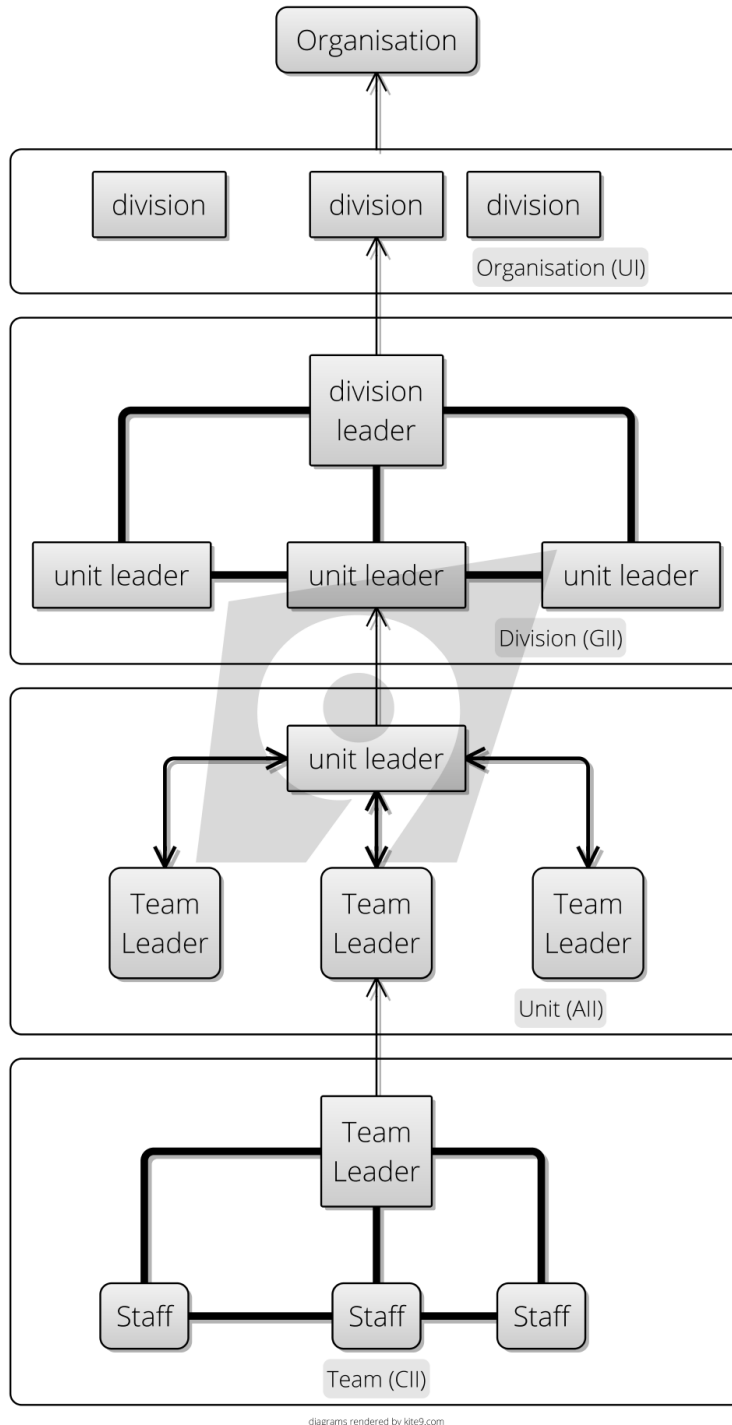 Organisation
division
division
division
Organisation (UI)
division
leader
unit leader
unit leader
unit leader
Division (GII)
unit leader
Team
Leader
Team
Leader
Team
Leader
Unit (AII)
Team
Leader
Staff
Staff
Staff
Team (CII)
diagrams rendered by kite9.com